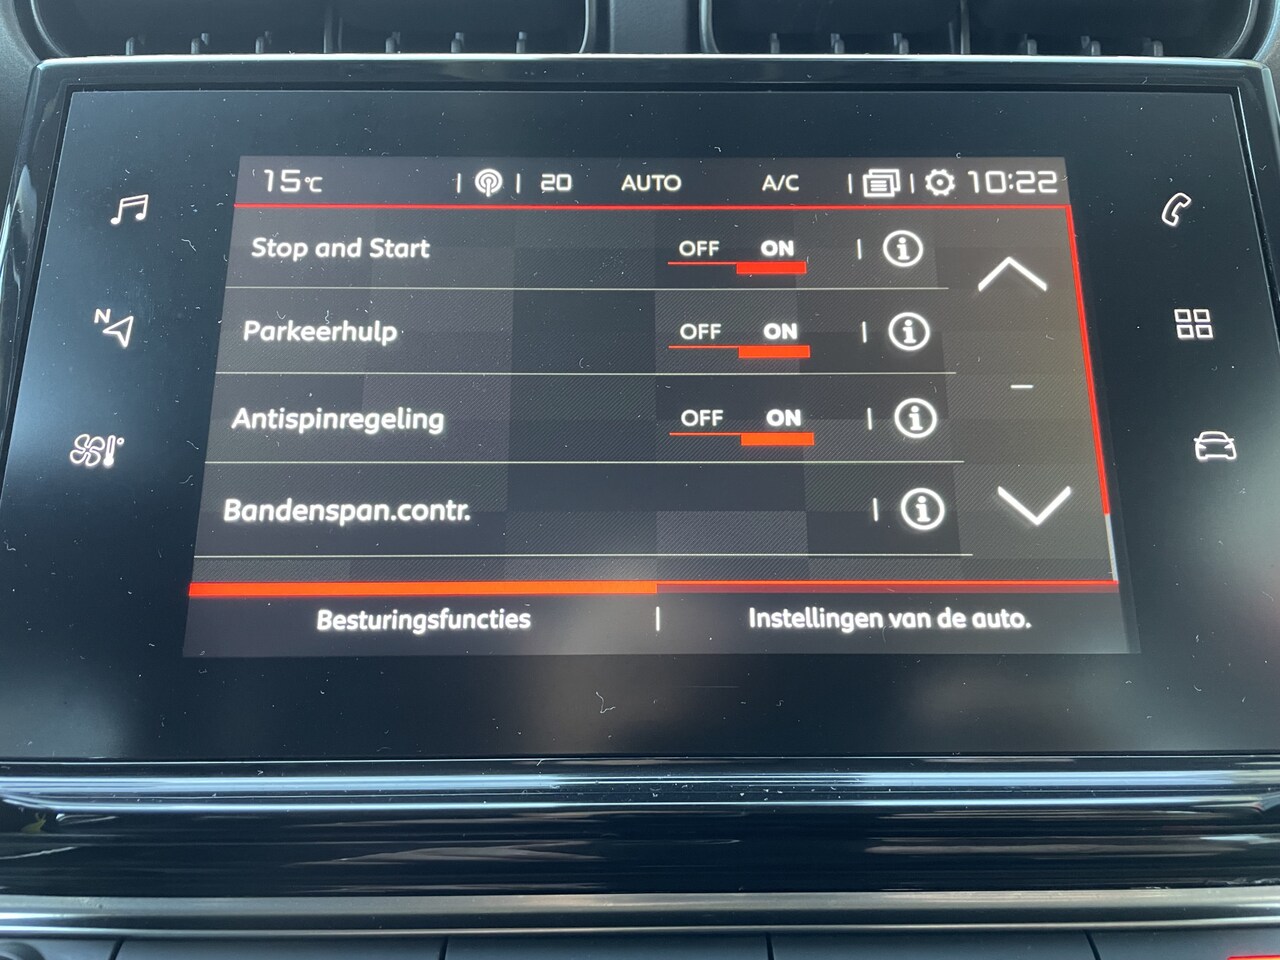 15°C 20 AUTO A/C 10:22
Stop and Start OFF ON
Parkeerhulp OFF ON
Antispinregeling OFF ON
Bandenspan.contr.
Besturingsfuncties Instellingen van de auto.
N